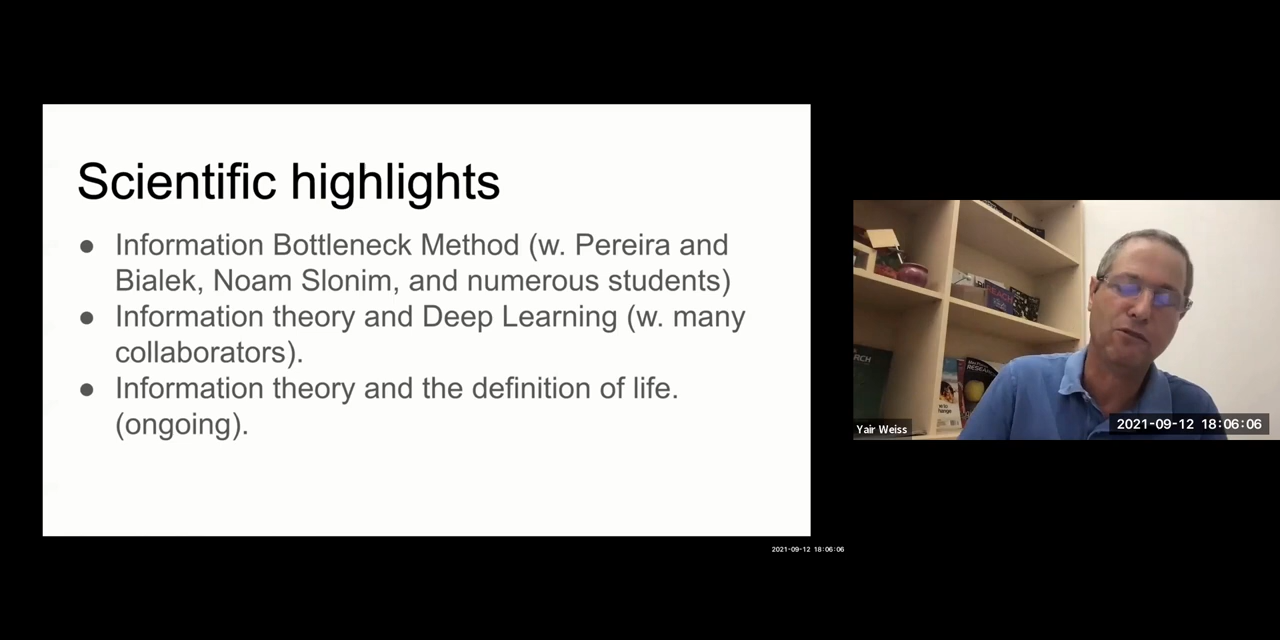 Scientific highlights
● Information Bottleneck Method (w. Pereira and
Bialek, Noam Slonim, and numerous students)
● Information theory and Deep Learning (w. many
collaborators).
● Information theory and the definition of life.
(ongoing).
Yair Weiss
2021-09-12 18:06:06
2021-09-12 18:06:06